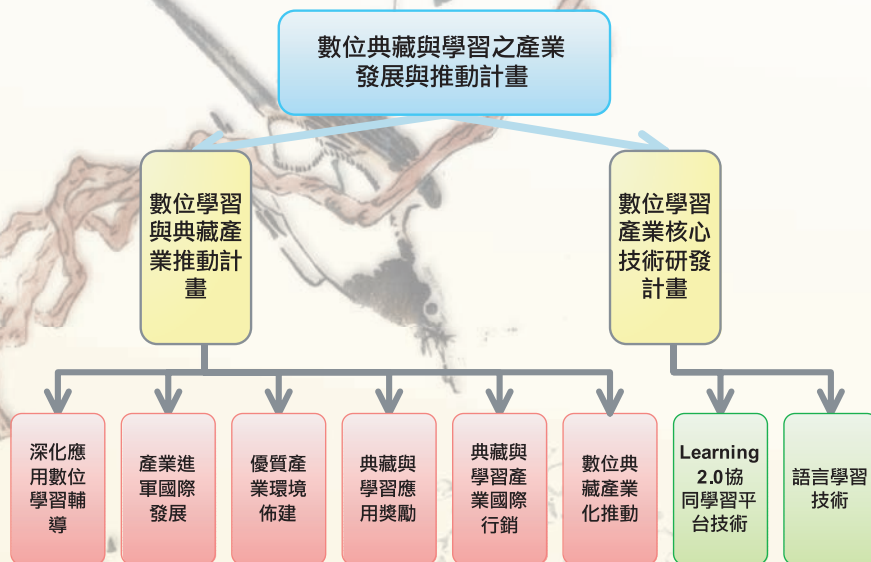 數位典藏與學習之產業
發展與推動計畫
數位學習
與典藏產
業推動計
畫
數位學習
產業核心
技術研發
計畫
深化應
用數位
學習輔
導
產業進
軍國際
發展
優質產
業環境
佈建
典藏與
學習應
用獎勵
典藏與
學習產
業國際
行銷
數位典
藏產業
化推動
Learning
2.0協
同學習平
台技術
語言學習
技術